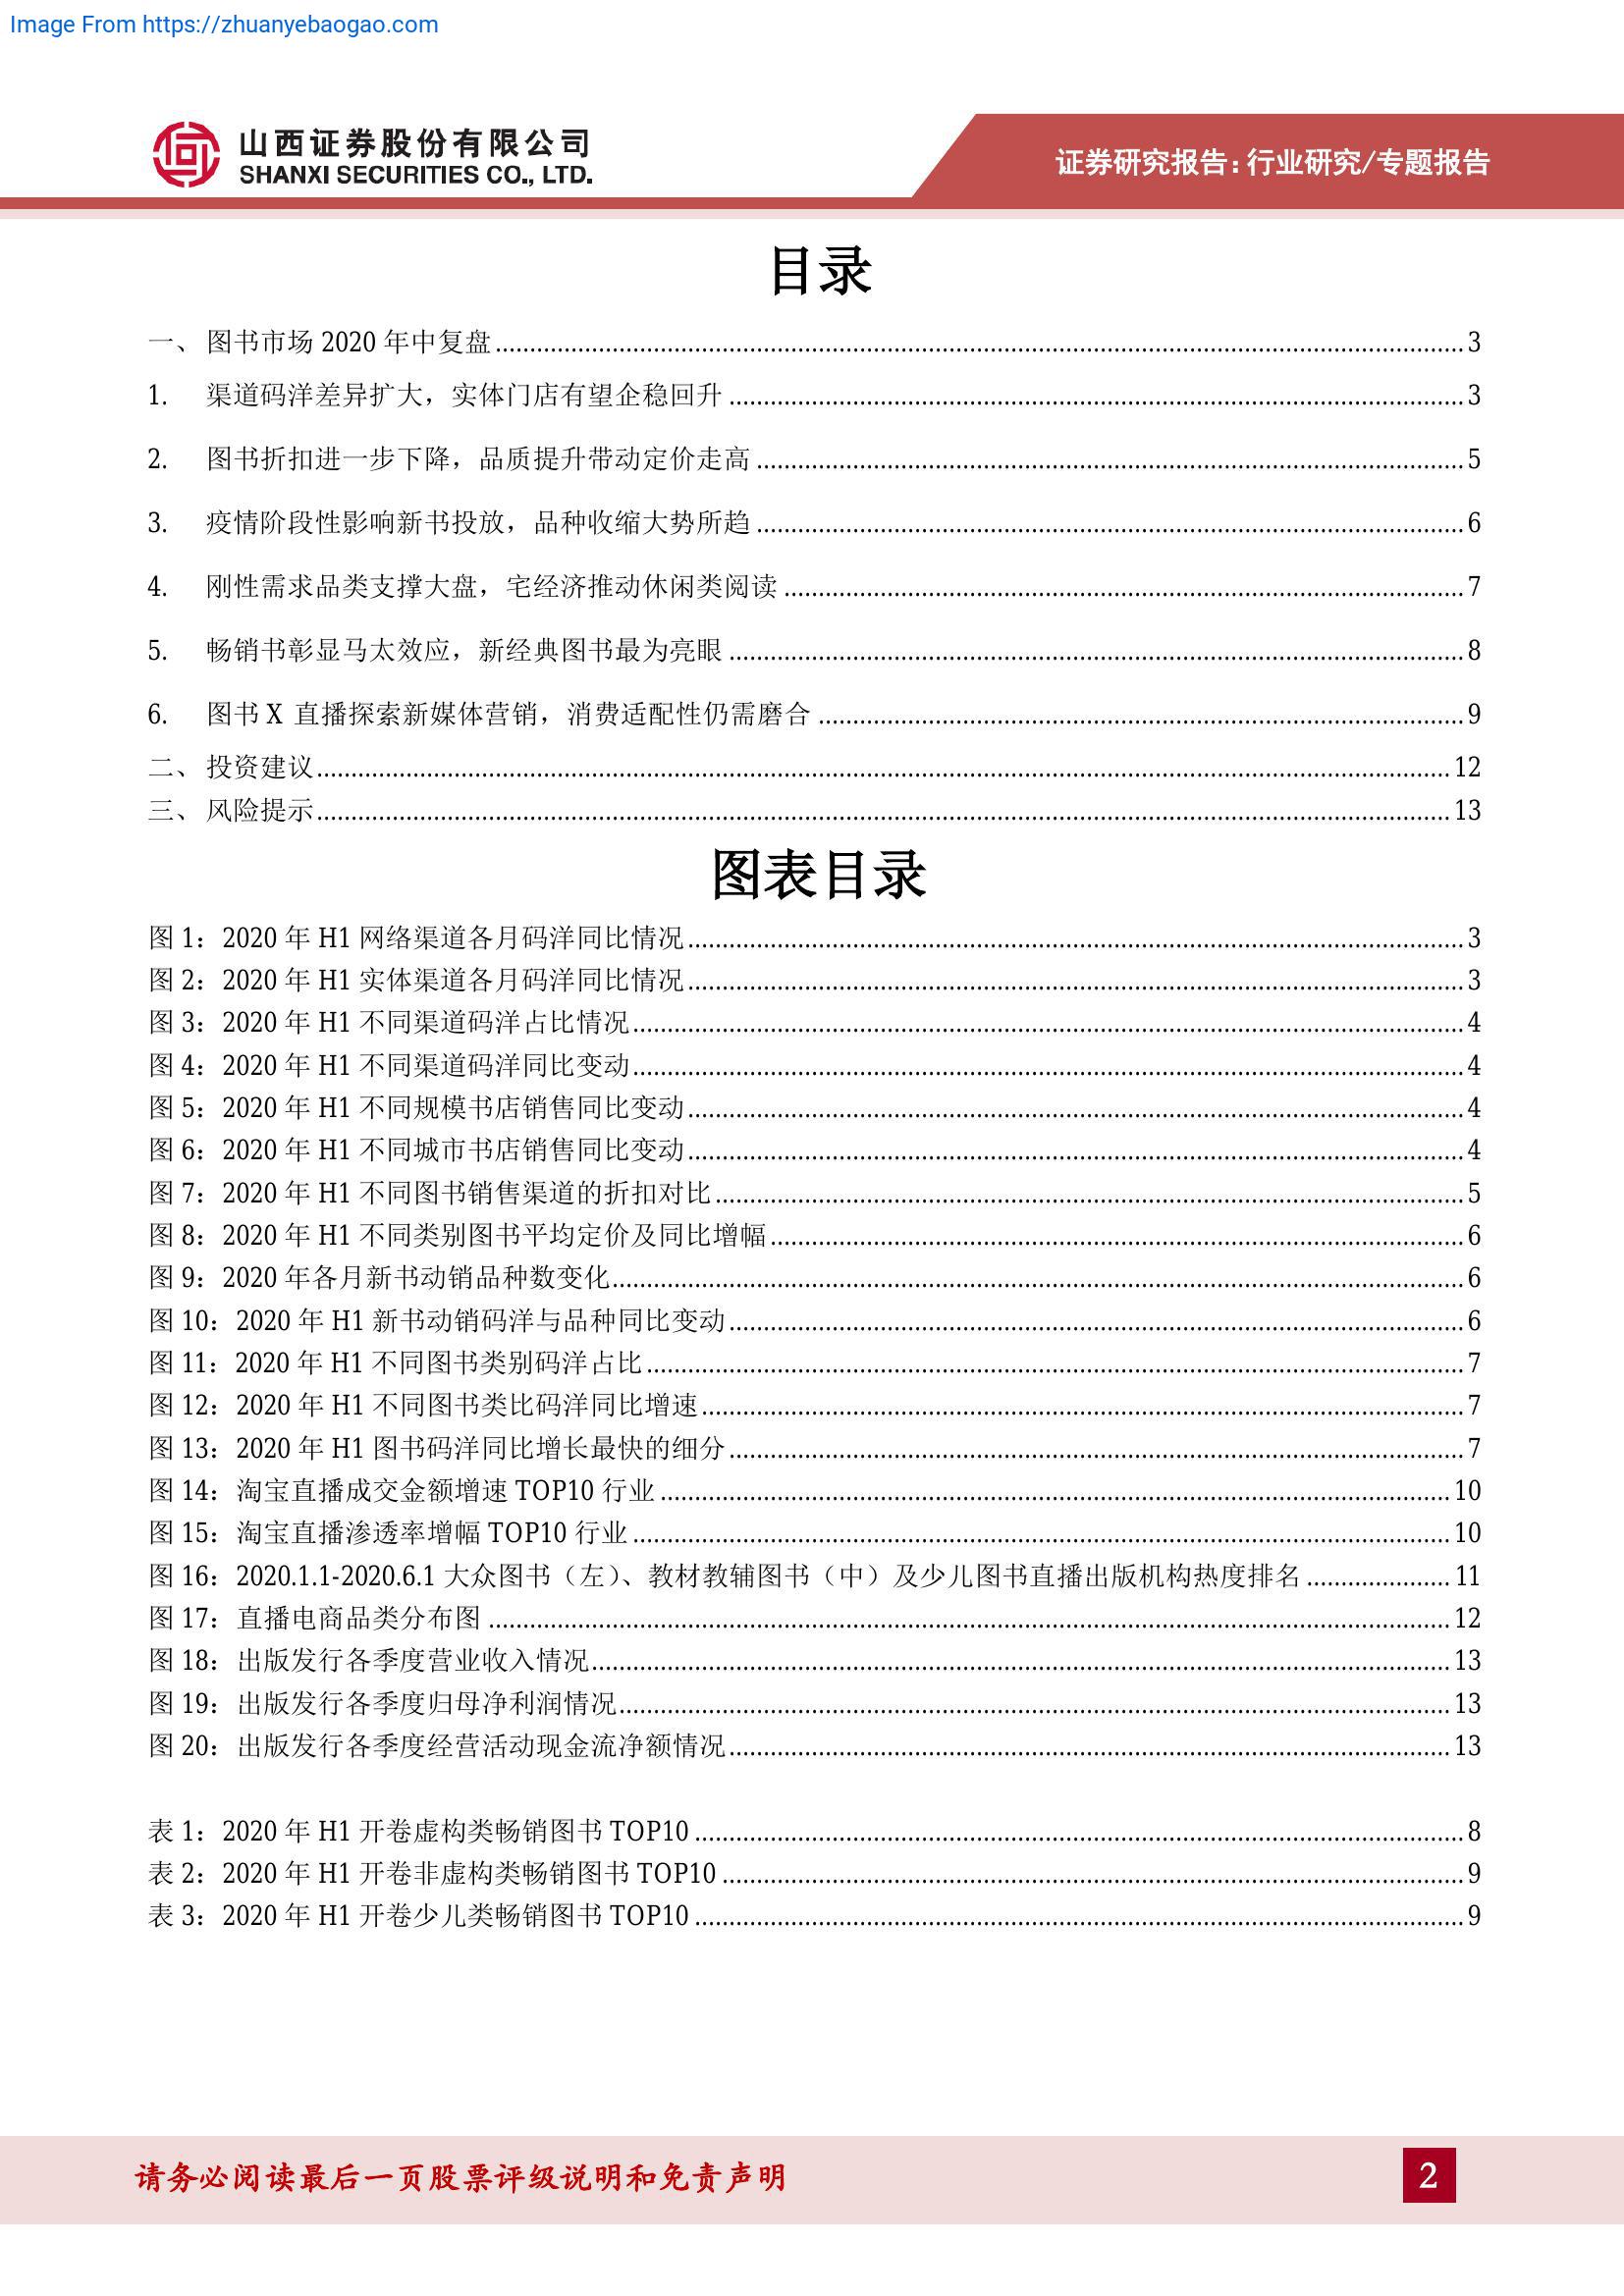 Image From https://zhuanyebaogao.com
山西证券股份有限公司
SHANXI SECURITIES CO., LTD.
证券研究报告:行业研究/专题报告
目录
一、 图书市场 2020 年中复盘 3
1. 渠道码洋差异扩大，实体门店有望企稳回升 3
2. 图书折扣进一步下降，品质提升带动定价走高 5
3. 疫情阶段性影响新书投放，品种收缩大势所趋 6
4. 刚性需求品类支撑大盘，宅经济推动休闲类阅读 7
5. 畅销书彰显马太效应，新经典图书最为亮眼 8
6. 图书 X 直播探索新媒体营销，消费适配性仍需磨合 9
二、 投资建议 12
三、 风险提示 13
图表目录
图 1：2020 年 H1 网络渠道各月码洋同比情况 3
图 2：2020 年 H1 实体渠道各月码洋同比情况 3
图 3：2020 年 H1 不同渠道码洋占比情况 4
图 4：2020 年 H1 不同渠道码洋同比变动 4
图 5：2020 年 H1 不同规模书店销售同比变动 4
图 6：2020 年 H1 不同城市书店销售同比变动 4
图 7：2020 年 H1 不同图书销售渠道的折扣对比 5
图 8：2020 年 H1 不同类别图书平均定价及同比增幅 6
图 9：2020 年各月新书动销品种数变化 6
图 10：2020 年 H1 新书动销码洋与品种同比变动 6
图 11：2020 年 H1 不同图书类别码洋占比 7
图 12：2020 年 H1 不同图书类比码洋同比增速 7
图 13：2020 年 H1 图书码洋同比增长最快的细分 7
图 14：淘宝直播成交金额增速 TOP10 行业 10
图 15：淘宝直播渗透率增幅 TOP10 行业 10
图 16：2020.1.1-2020.6.1 大众图书（左）、教材教辅图书（中）及少儿图书直播出版机构热度排名 11
图 17：直播电商品类分布图 12
图 18：出版发行各季度营业收入情况 13
图 19：出版发行各季度归母净利润情况 13
图 20：出版发行各季度经营活动现金流净额情况 13
表 1：2020 年 H1 开卷虚构类畅销图书 TOP10 8
表 2：2020 年 H1 开卷非虚构类畅销图书 TOP10 9
表 3：2020 年 H1 开卷少儿类畅销图书 TOP10 9
请务必阅读最后一页股票评级说明和免责声明
2